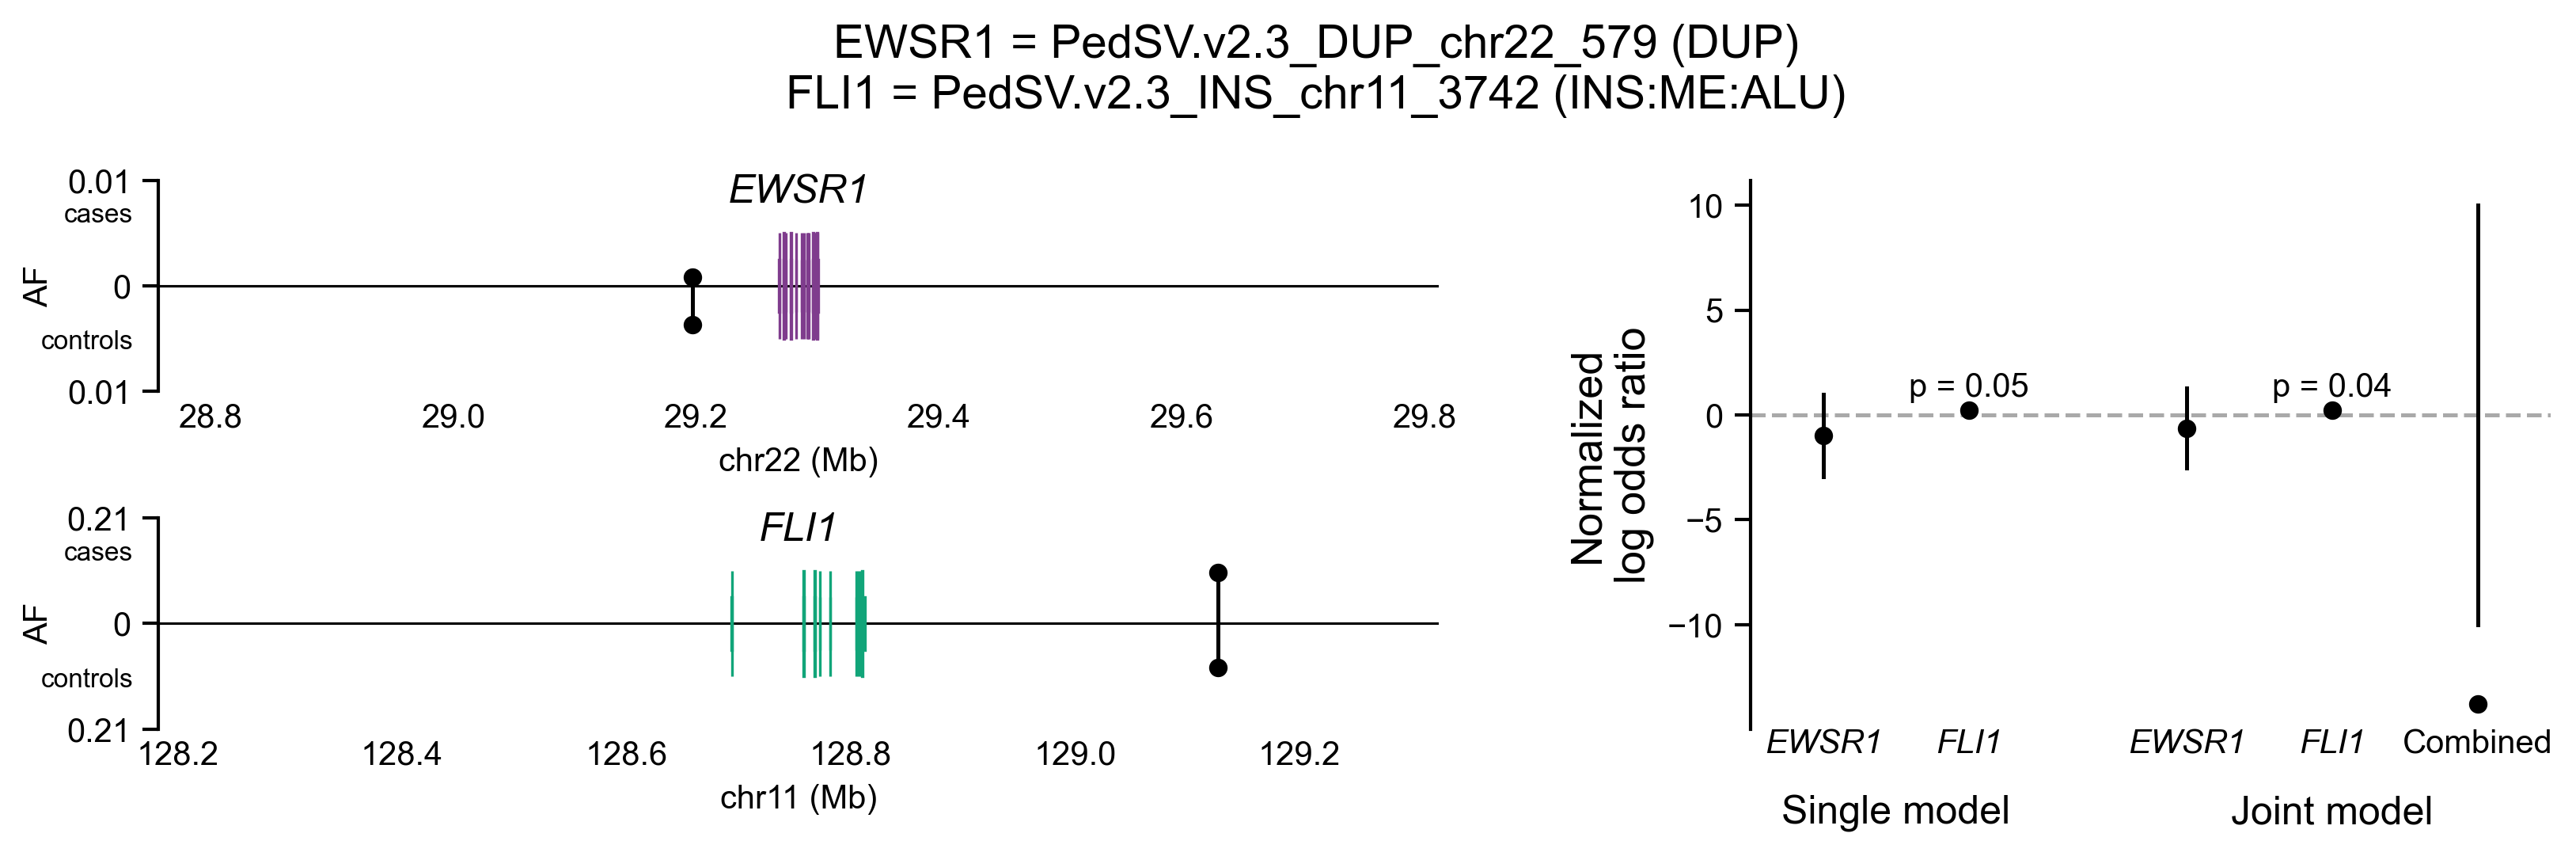 EWSR1 = PedSV.v2.3_DUP_chr22_579 (DUP)
FLI1 = PedSV.v2.3_INS_chr11_3742 (INS:ME:ALU)
EWSR1
0.01
cases
AF
0
controls
0.01
28.8 29.0 29.2 29.4 29.6 29.8
chr22 (Mb)
FLI1
0.21
cases
AF
0
controls
0.21
128.2 128.4 128.6 128.8 129.0 129.2
chr11 (Mb)
Normalized
log odds ratio
10
5
0
−5
−10
p = 0.05
p = 0.04
EWSR1 FLI1 EWSR1 FLI1 Combined
Single model Joint model